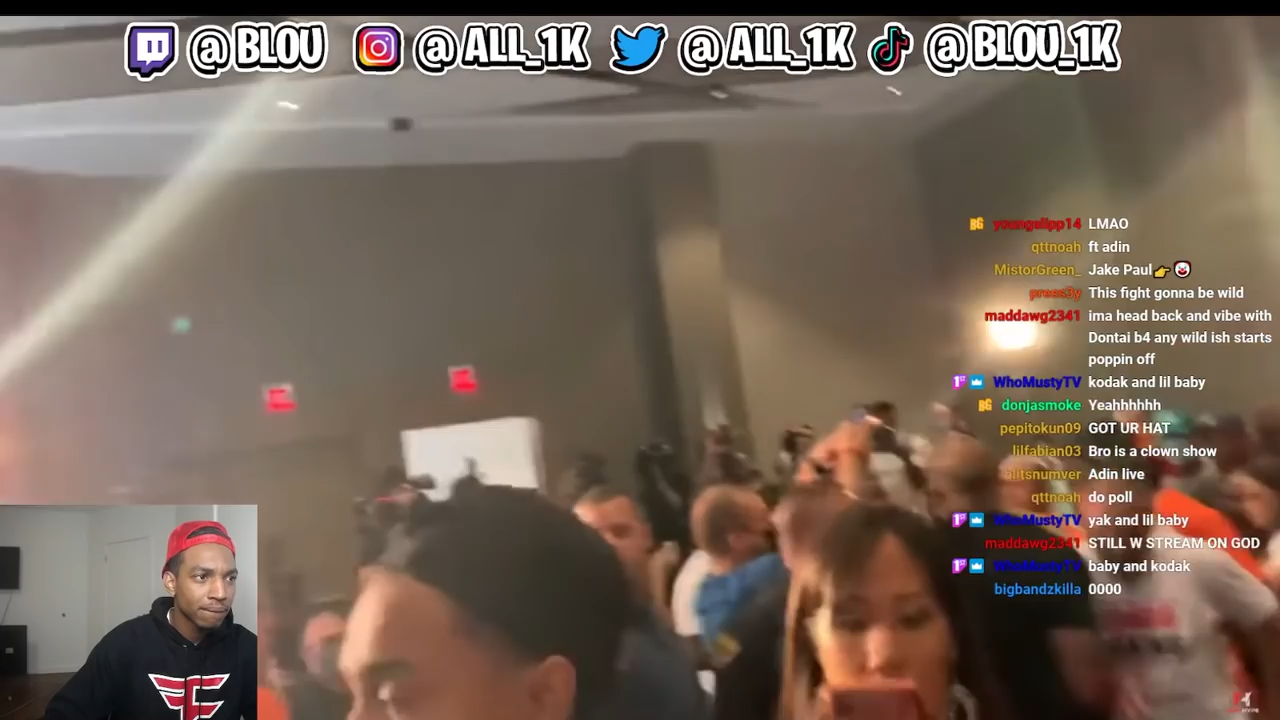 @BLOU @ALL_1K @ALL_1K @BLOU_1K
youngslipp14 LMAO
qttnoah ft adin
MistorGreen_ Jake Paul👉🤡
This fight gonna be wild
maddawg2341 ima head back and vibe with
Dontai b4 any wild ish starts
poppin off
WhoMustyTV kodak and lil baby
donjasmoke Yeahhhhh
pepitokun09 GOT UR HAT
lilfabian03 Bro is a clown show
itsnumver Adin live
qttnoah do poll
WhoMustyTV yak and lil baby
maddawg2341 STILL W STREAM ON GOD
WhoMustyTV baby and kodak
bigbandzkilla 0000